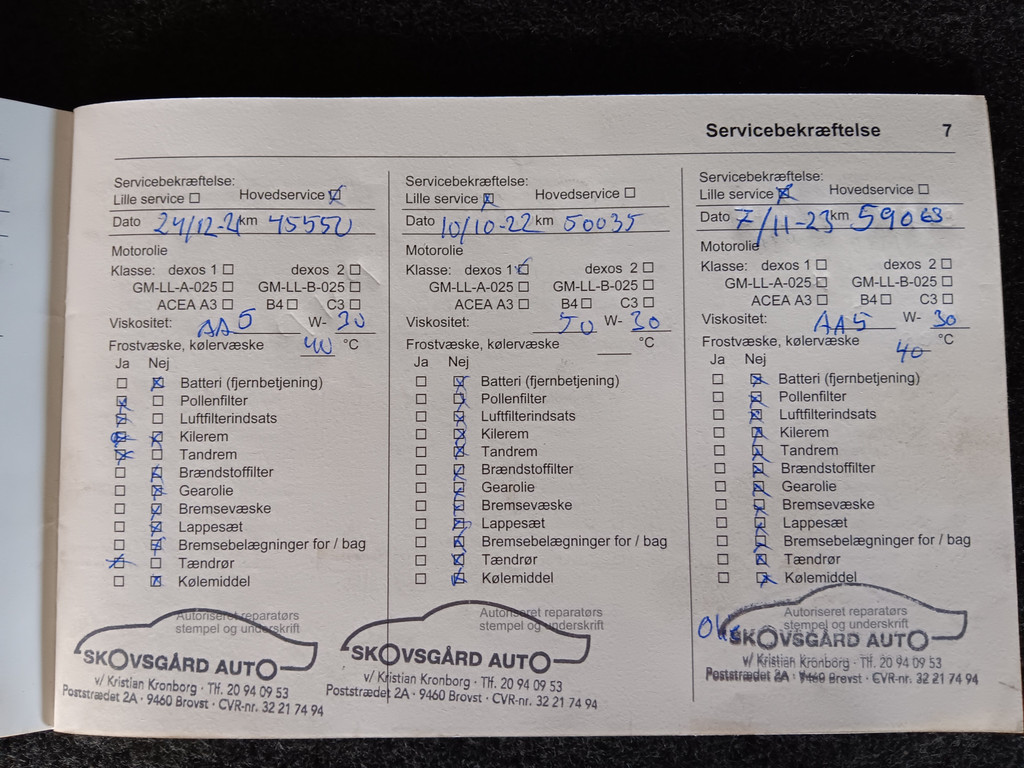 Servicebekræftelse 7
Servicebekræftelse:
Lille service ☐ Hovedservice ☒
Dato 24/12-21 km 45550
Motorolie
Klasse: dexos 1 ☐ dexos 2 ☐
GM-LL-A-025 ☐ GM-LL-B-025 ☐
ACEA A3 ☐ B4 ☐ C3 ☐
Viskositet: AA5 W- 30
Frostvæske, kølervæske 40 °C
Ja Nej
☐ ☒ Batteri (fjernbetjening)
☒ ☐ Pollenfilter
☒ ☐ Luftfilterindsats
☒ ☒ Kilerem
☒ ☐ Tandrem
☐ ☒ Brændstoffilter
☐ ☒ Gearolie
☐ ☒ Bremsevæske
☐ ☒ Lappesæt
☐ ☒ Bremsebelægninger for / bag
☒ ☐ Tændrør
☐ ☒ Kølemiddel
Autoriseret reparatørs
stempel og underskrift
SKOVSGÅRD AUTO
v/ Kristian Kronborg · Tlf. 20 94 09 53
Poststrædet 2A · 9460 Brovst · CVR-nr. 32 21 74 94
Servicebekræftelse:
Lille service ☒ Hovedservice ☐
Dato 10/10-22 km 50035
Motorolie
Klasse: dexos 1 ☒ dexos 2 ☐
GM-LL-A-025 ☐ GM-LL-B-025 ☐
ACEA A3 ☐ B4 ☐ C3 ☐
Viskositet: W- 30
Frostvæske, kølervæske °C
Ja Nej
☐ ☒ Batteri (fjernbetjening)
☐ ☒ Pollenfilter
☐ ☒ Luftfilterindsats
☐ ☒ Kilerem
☐ ☒ Tandrem
☐ ☒ Brændstoffilter
☐ ☒ Gearolie
☐ ☒ Bremsevæske
☐ ☒ Lappesæt
☐ ☒ Bremsebelægninger for / bag
☐ ☒ Tændrør
☐ ☒ Kølemiddel
Autoriseret reparatørs
stempel og underskrift
SKOVSGÅRD AUTO
v/ Kristian Kronborg · Tlf. 20 94 09 53
Poststrædet 2A · 9460 Brovst · CVR-nr. 32 21 74 94
Servicebekræftelse:
Lille service ☒ Hovedservice ☐
Dato 7/11-23 km 59063
Motorolie
Klasse: dexos 1 ☐ dexos 2 ☐
GM-LL-A-025 ☐ GM-LL-B-025 ☐
ACEA A3 ☐ B4 ☐ C3 ☐
Viskositet: AA5 W- 30
Frostvæske, kølervæske 40 °C
Ja Nej
☐ ☒ Batteri (fjernbetjening)
☐ ☒ Pollenfilter
☐ ☒ Luftfilterindsats
☐ ☒ Kilerem
☐ ☒ Tandrem
☐ ☒ Brændstoffilter
☐ ☒ Gearolie
☐ ☒ Bremsevæske
☐ ☒ Lappesæt
☐ ☒ Bremsebelægninger for / bag
☐ ☒ Tændrør
☐ ☒ Kølemiddel
Autoriseret reparatørs
stempel og underskrift
SKOVSGÅRD AUTO
v/ Kristian Kronborg · Tlf. 20 94 09 53
Poststrædet 2A · 9460 Brovst · CVR-nr. 32 21 74 94